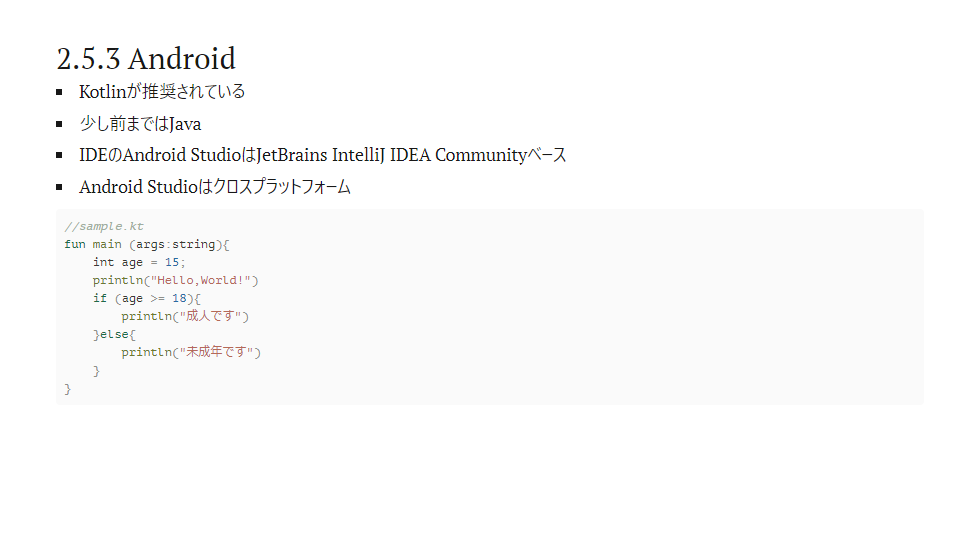 2.5.3 Android
▪ Kotlinが推奨されている
▪ 少し前まではJava
▪ IDEのAndroid StudioはJetBrains IntelliJ IDEA Communityベース
▪ Android Studioはクロスプラットフォーム
//sample.kt
fun main (args:string){
    int age = 15;
    println("Hello,World!")
    if (age >= 18){
        println("成人です")
    }else{
        println("未成年です")
    }
}